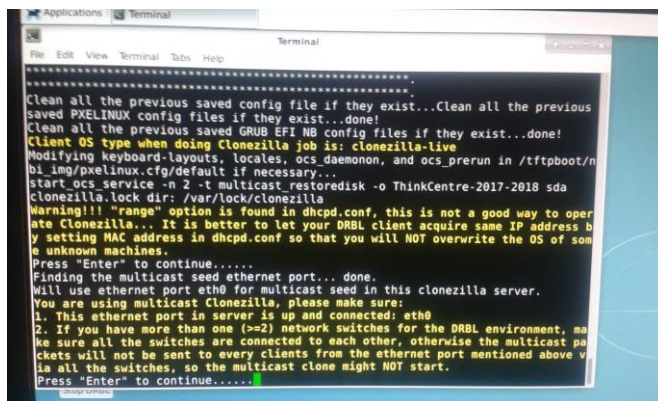 Applications
Terminal
Terminal
File Edit View Terminal Tabs Help
Clean all the previous saved config file if they exist...Clean all the previous
saved PXELINUX config files if they exist...done!
Clean all the previous saved GRUB EFI NB config files if they exist...done!
Client OS type when doing Clonezilla job is: clonezilla-live
Modifying keyboard-layouts, locales, ocs_daemonon, and ocs_prerun in /tftpboot/n
bi_img/pxelinux.cfg/default if necessary...
start_ocs_service -n 2 -t multicast_restoredisk -o ThinkCentre-2017-2018 sda
clonezilla.lock dir: /var/lock/clonezilla
Warning!!! "range" option is found in dhcpd.conf, this is not a good way to oper
ate Clonezilla... It is better to let your DRBL client acquire same IP address b
y setting MAC address in dhcpd.conf so that you will NOT overwrite the OS of som
e unknown machines.
Press "Enter" to continue......
Finding the multicast seed ethernet port... done.
Will use ethernet port eth0 for multicast seed in this clonezilla server.
You are using multicast Clonezilla, please make sure:
1. This ethernet port in server is up and connected: eth0
2. If you have more than one (>=2) network switches for the DRBL environment, ma
ke sure all the switches are connected to each other, otherwise the multicast pa
ckets will not be sent to every clients from the ethernet port mentioned above v
ia all the switches, so the multicast clone might NOT start.
Press "Enter" to continue......
Stop DRBL